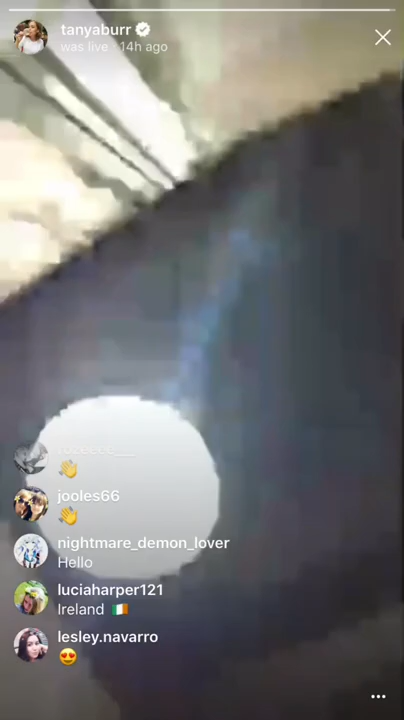 tanyaburr
was live · 14h ago
👏
jooles66
👏
nightmare_demon_lover
Hello
luciaharper121
Ireland 🇮🇪
lesley.navarro
😍